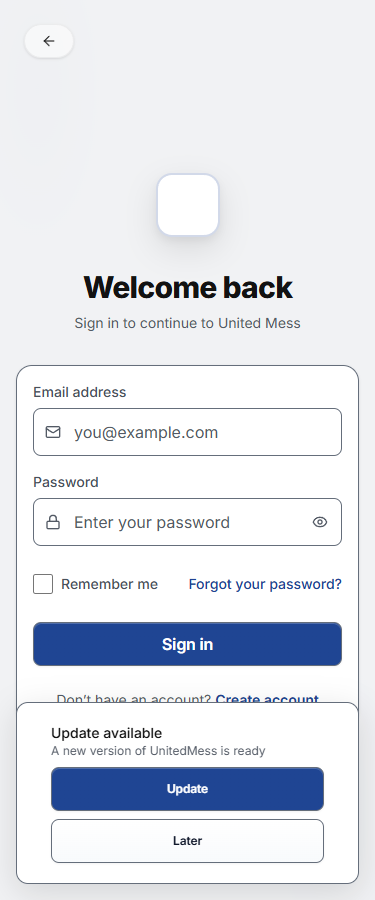 Welcome back
Sign in to continue to United Mess
Email address
you@example.com
Password
Enter your password
Remember me
Forgot your password?
Sign in
Don't have an account? Create account
Update available
A new version of UnitedMess is ready
Update
Later